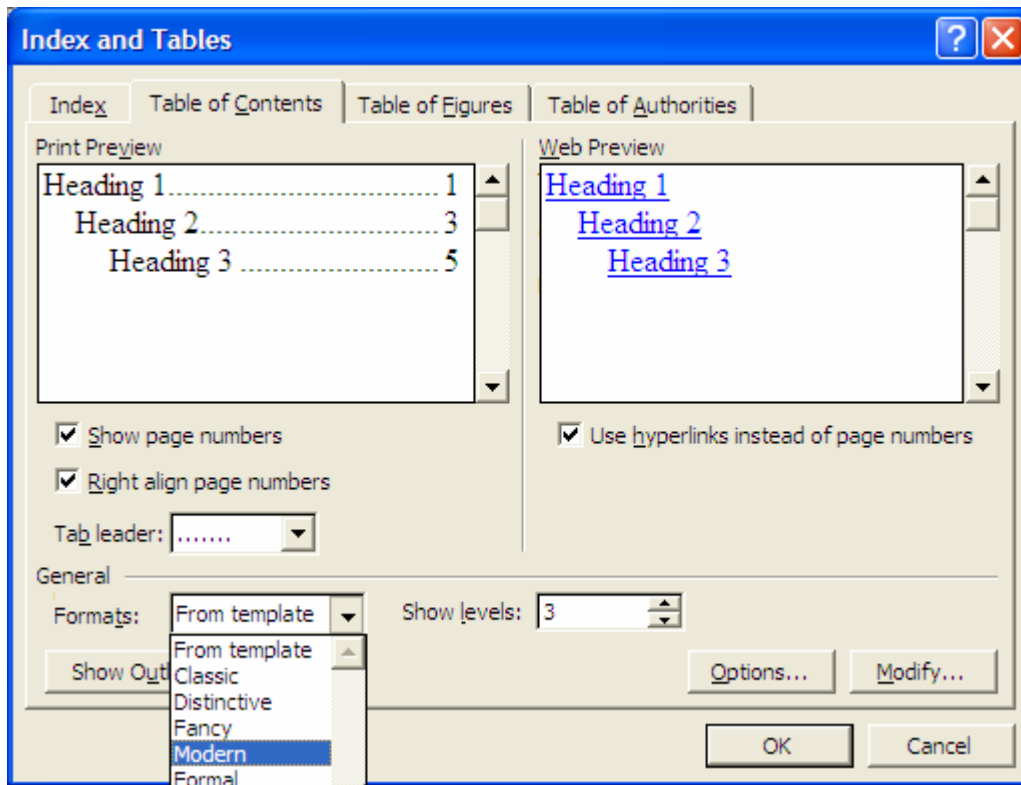 Index and Tables
Index
Table of Contents
Table of Figures
Table of Authorities
Print Preview
Heading 1.................................... 1
Heading 2................................ 3
Heading 3 .......................... 5
Web Preview
Heading 1
Heading 2
Heading 3
Show page numbers
Right align page numbers
Tab leader: .......
Use hyperlinks instead of page numbers
General
Formats: From template
Show levels: 3
From template
Classic
Distinctive
Fancy
Modern
Formal
Show
Options...
Modify...
OK
Cancel